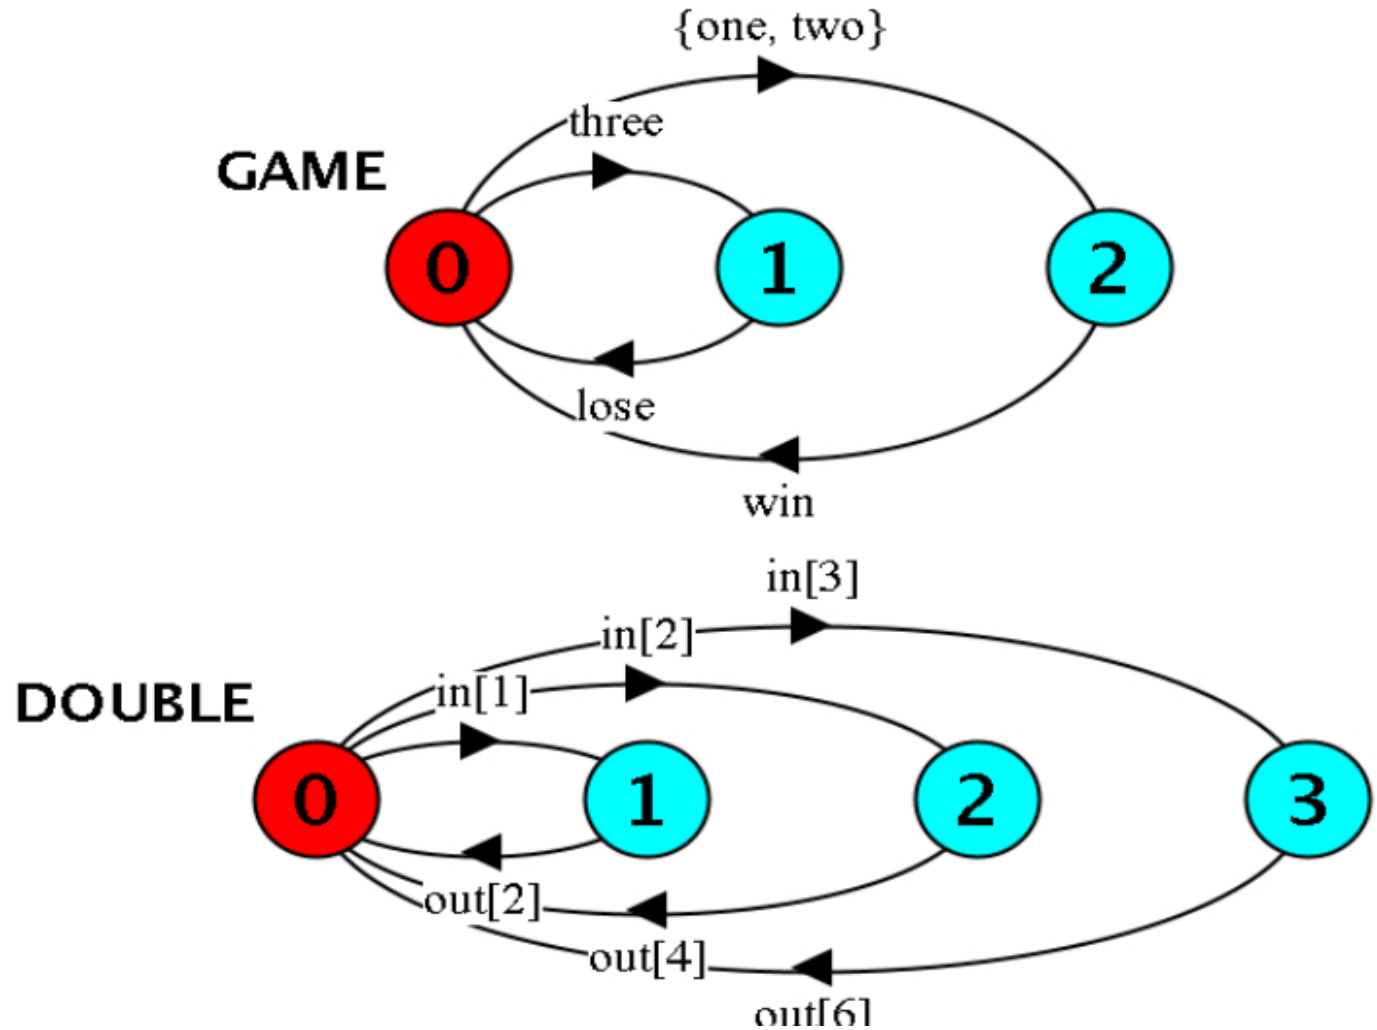 {one, two}
three
GAME
0 1 2
lose
win
in[3]
in[2]
in[1]
DOUBLE
0 1 2 3
out[2]
out[4]
out[6]